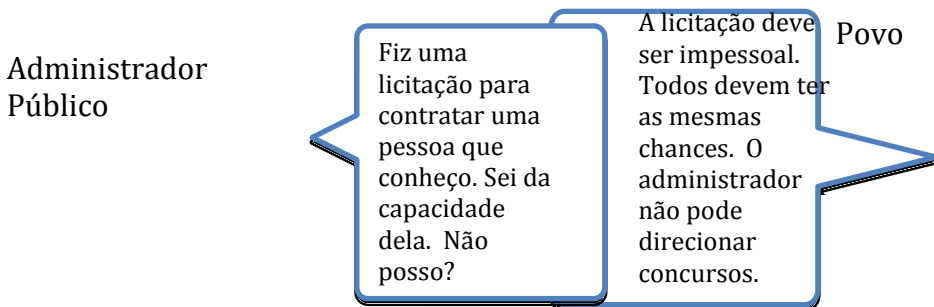 Administrador
Público
Fiz uma
licitação para
contratar uma
pessoa que
conheço. Sei da
capacidade
dela.  Não
posso?
A licitação deve
ser impessoal.
Todos devem ter
as mesmas
chances.  O
administrador
não pode
direcionar
concursos.
Povo